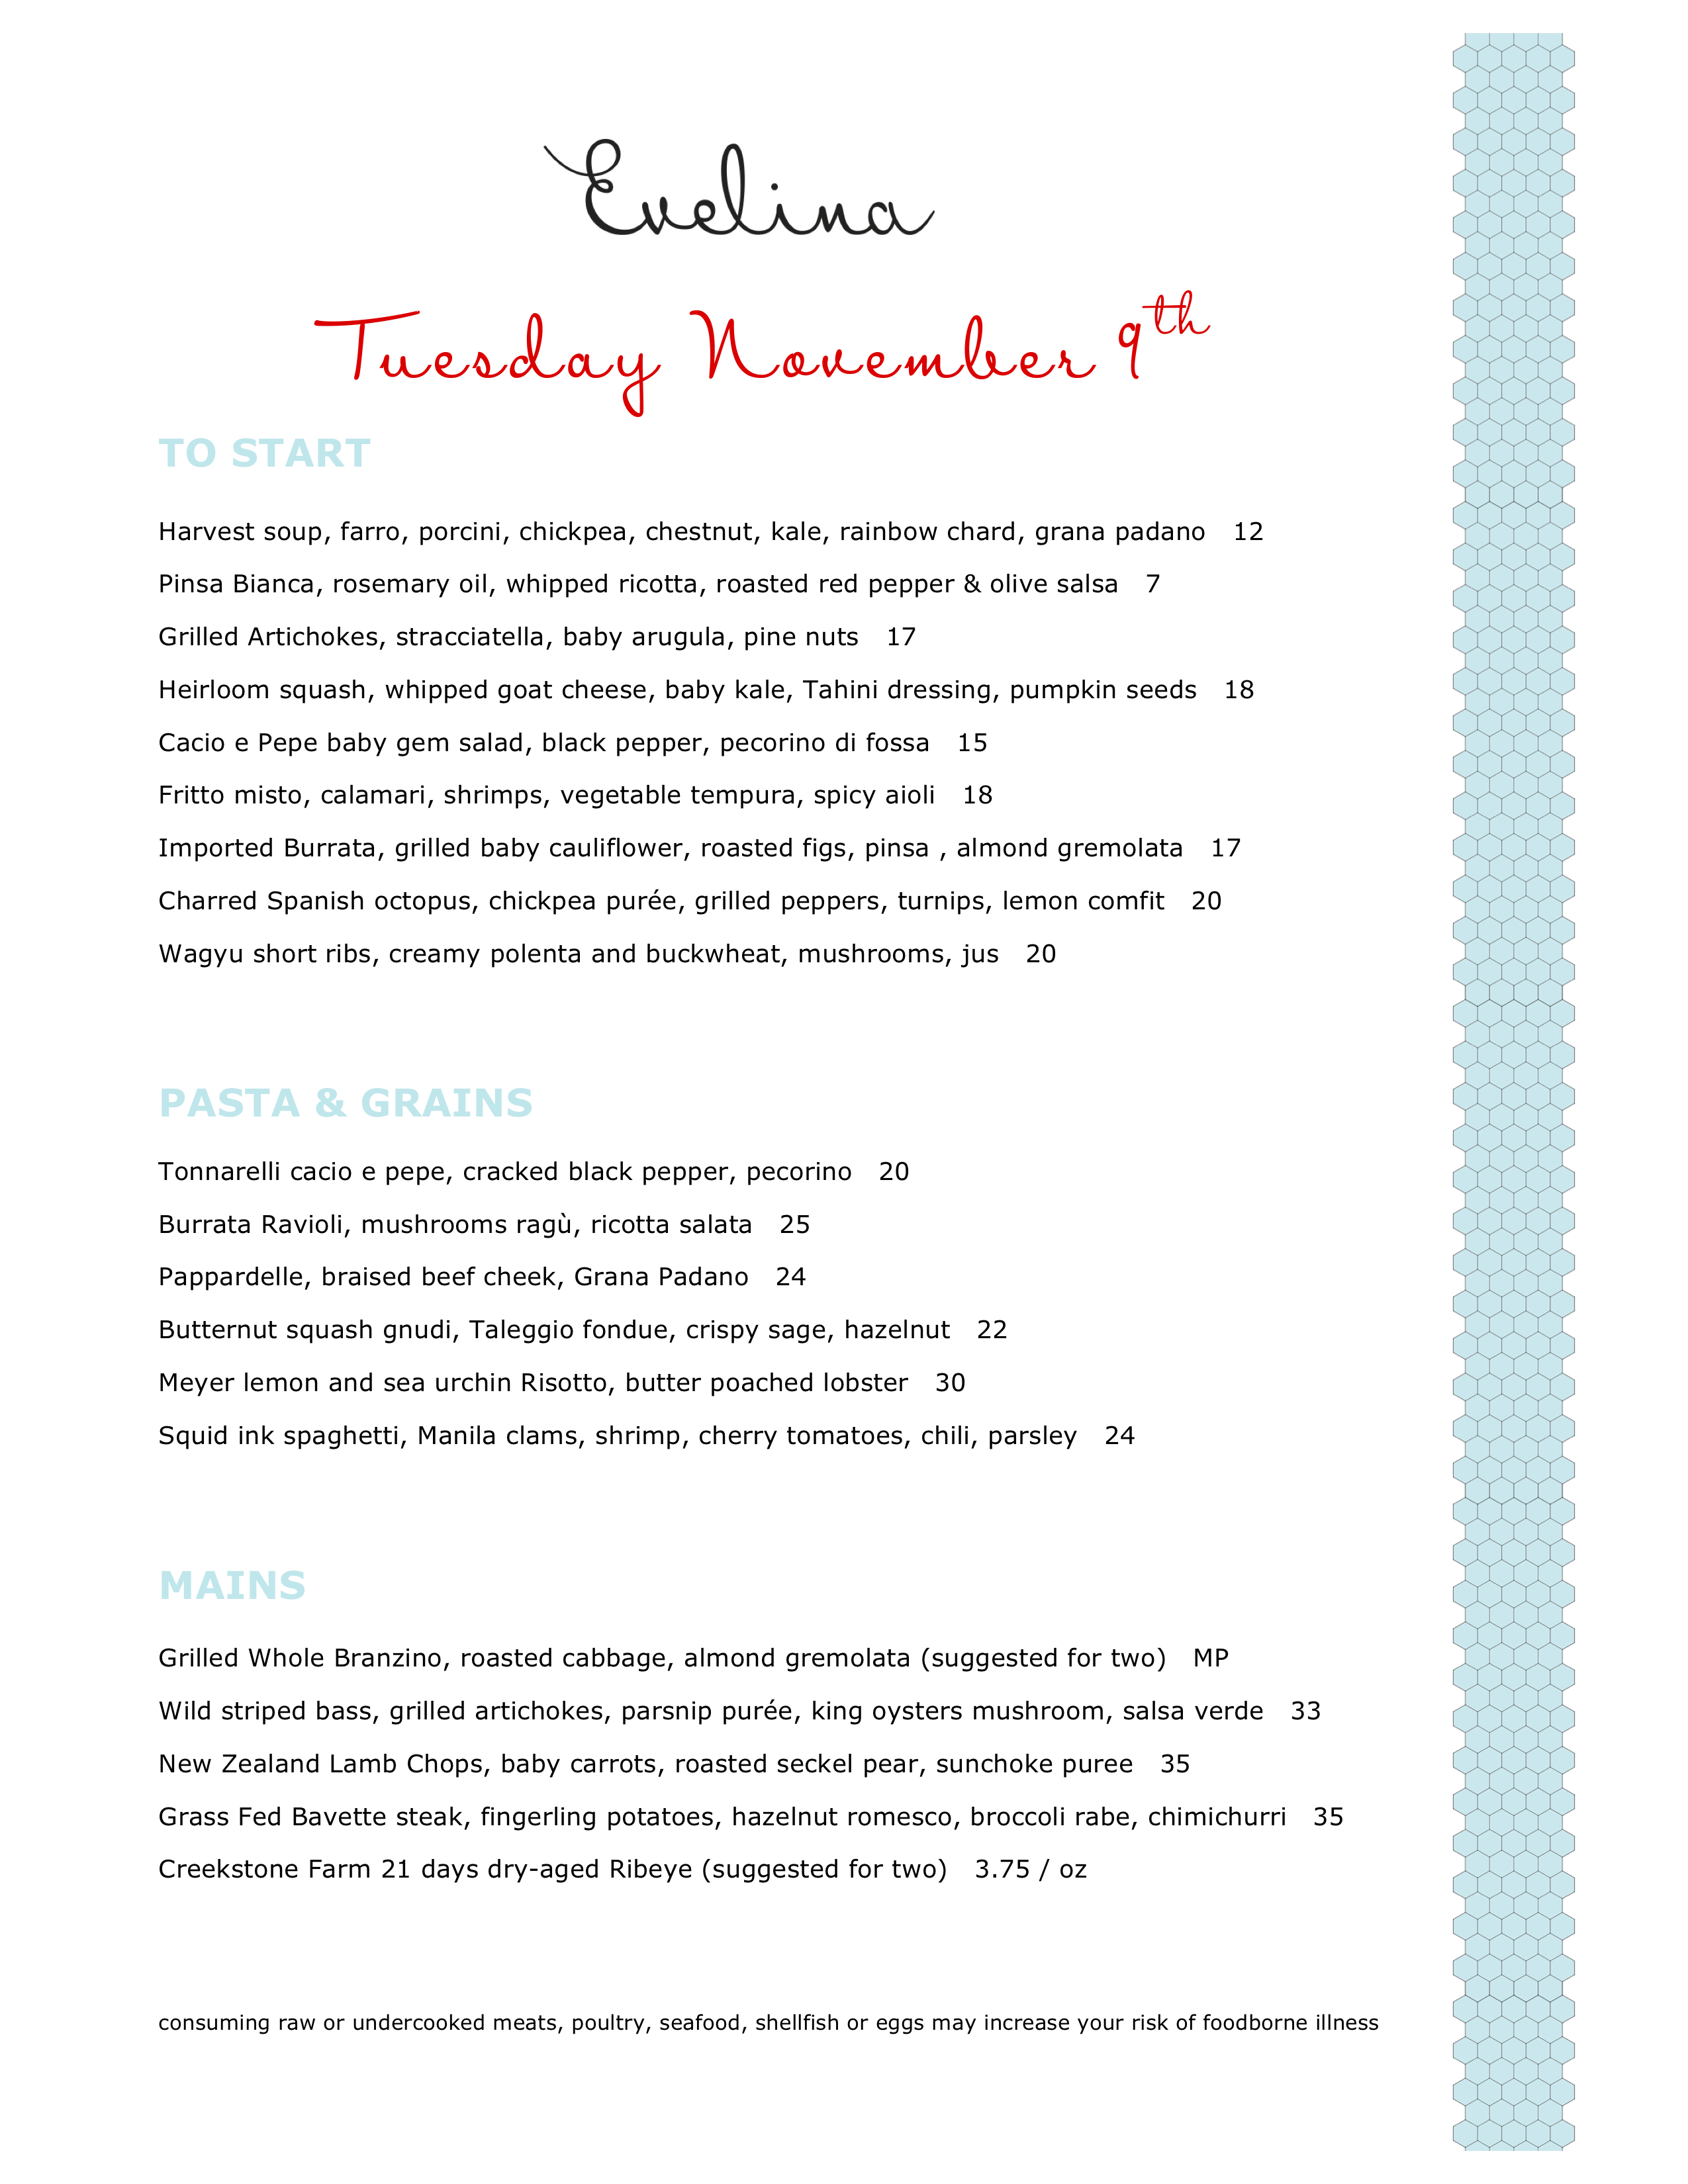 Evelina
Tuesday November 9th
TO START
Harvest soup, farro, porcini, chickpea, chestnut, kale, rainbow chard, grana padano 12
Pinsa Bianca, rosemary oil, whipped ricotta, roasted red pepper & olive salsa 7
Grilled Artichokes, stracciatella, baby arugula, pine nuts 17
Heirloom squash, whipped goat cheese, baby kale, Tahini dressing, pumpkin seeds 18
Cacio e Pepe baby gem salad, black pepper, pecorino di fossa 15
Fritto misto, calamari, shrimps, vegetable tempura, spicy aioli 18
Imported Burrata, grilled baby cauliflower, roasted figs, pinsa , almond gremolata 17
Charred Spanish octopus, chickpea purée, grilled peppers, turnips, lemon comfit 20
Wagyu short ribs, creamy polenta and buckwheat, mushrooms, jus 20
PASTA & GRAINS
Tonnarelli cacio e pepe, cracked black pepper, pecorino 20
Burrata Ravioli, mushrooms ragù, ricotta salata 25
Pappardelle, braised beef cheek, Grana Padano 24
Butternut squash gnudi, Taleggio fondue, crispy sage, hazelnut 22
Meyer lemon and sea urchin Risotto, butter poached lobster 30
Squid ink spaghetti, Manila clams, shrimp, cherry tomatoes, chili, parsley 24
MAINS
Grilled Whole Branzino, roasted cabbage, almond gremolata (suggested for two) MP
Wild striped bass, grilled artichokes, parsnip purée, king oysters mushroom, salsa verde 33
New Zealand Lamb Chops, baby carrots, roasted seckel pear, sunchoke puree 35
Grass Fed Bavette steak, fingerling potatoes, hazelnut romesco, broccoli rabe, chimichurri 35
Creekstone Farm 21 days dry-aged Ribeye (suggested for two) 3.75 / oz
consuming raw or undercooked meats, poultry, seafood, shellfish or eggs may increase your risk of foodborne illness